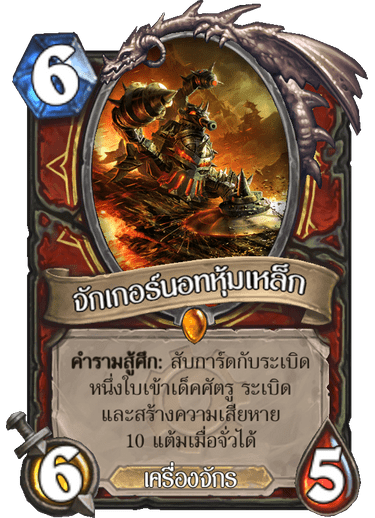 6
จักเกอร์นอทหุ้มเหล็ก
คำรามสู้ศึก: สับการ์ดกับระเบิด
หนึ่งใบเข้าเด็คศัตรู ระเบิด
และสร้างความเสียหาย
10 แต้มเมื่อจั่วได้
6
เครื่องจักร
5